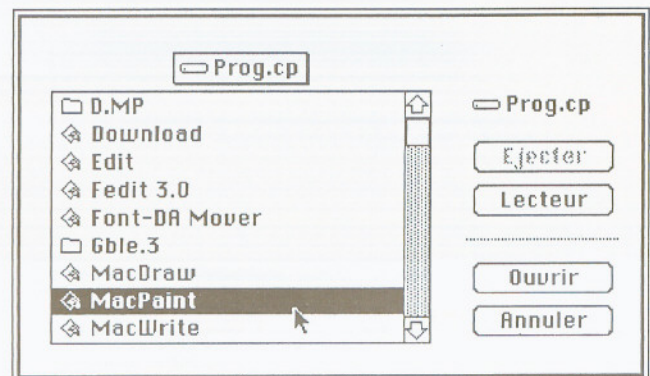 Prog.cp
D.MP
Download
Edit
Fedit 3.0
Font-DA Mover
Gble.3
MacDraw
MacPaint
MacWrite
Prog.cp
Ejecter
Lecteur
Ouvrir
Annuler